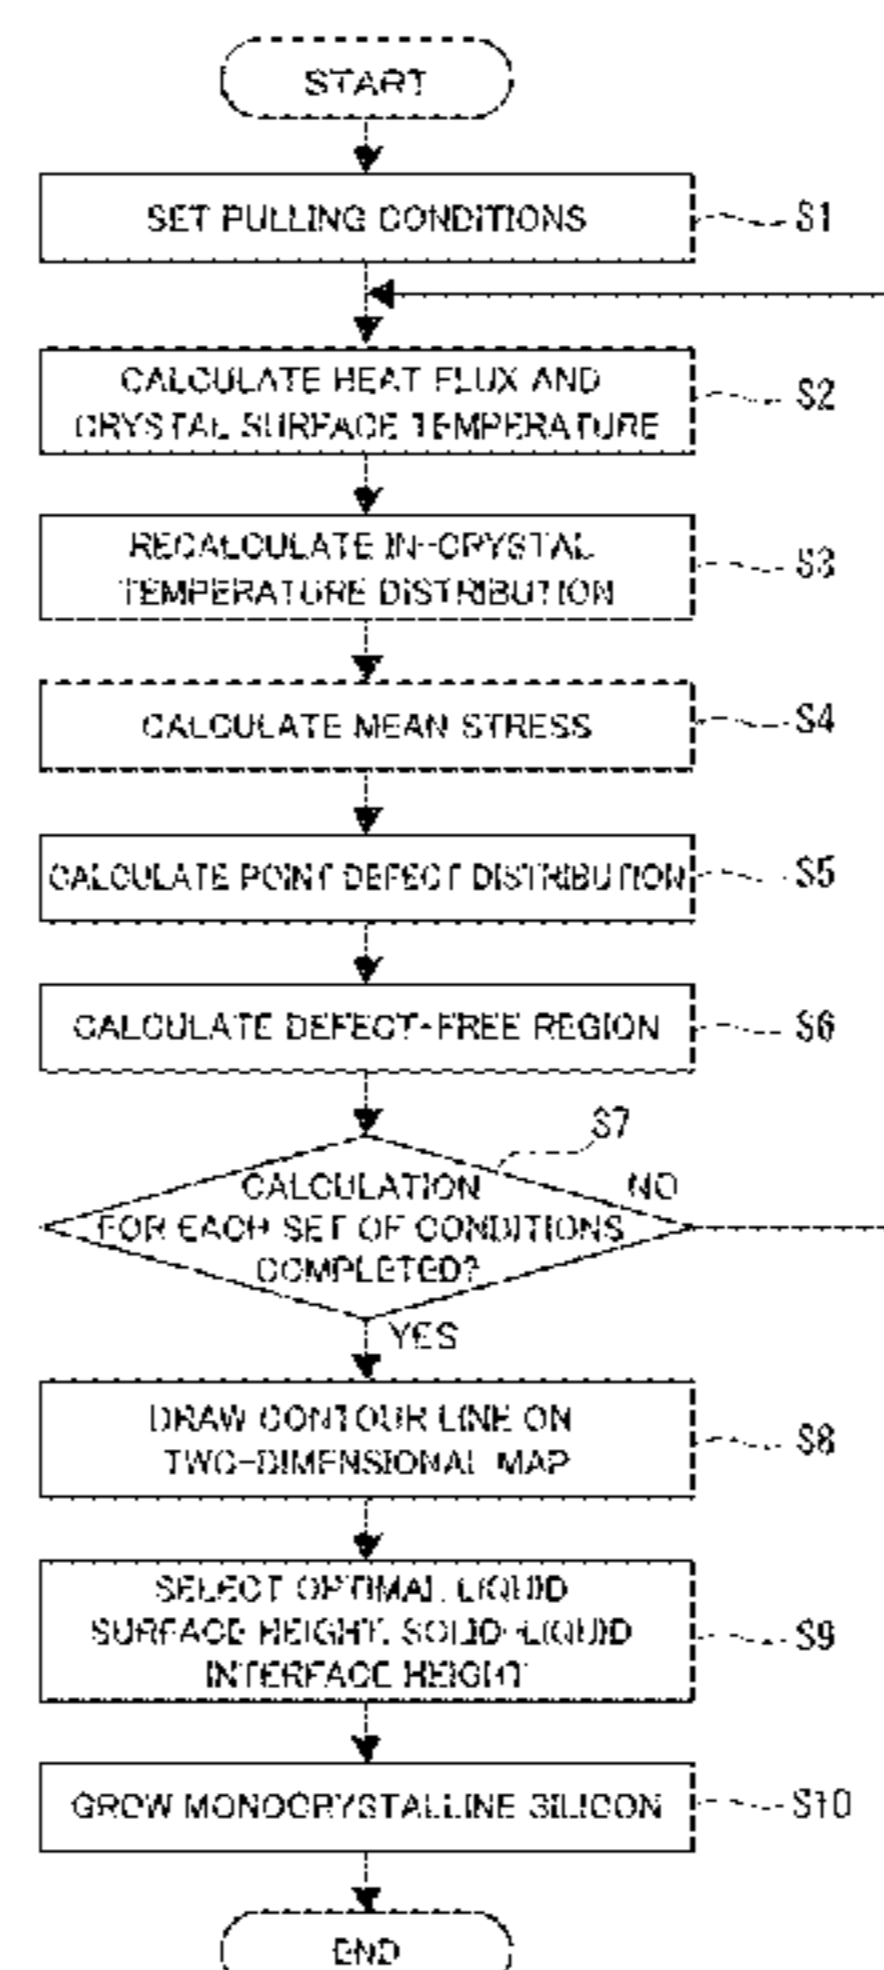 START
SET PULLING CONDITIONS
S1
CALCULATE HEAT FLUX AND
CRYSTAL SURFACE TEMPERATURE
S2
RECALCULATE IN-CRYSTAL
TEMPERATURE DISTRIBUTION
S3
CALCULATE MEAN STRESS
S4
CALCULATE POINT DEFECT DISTRIBUTION
S5
CALCULATE DEFECT-FREE REGION
S6
S7
CALCULATION
FOR EACH SET OF CONDITIONS
COMPLETED?
NO
YES
DRAW CONTOUR LINE ON
TWO-DIMENSIONAL MAP
S8
SELECT OPTIMAL LIQUID
SURFACE HEIGHT, SOLID-LIQUID
INTERFACE HEIGHT
S9
GROW MONOCRYSTALLINE SILICON
S10
END